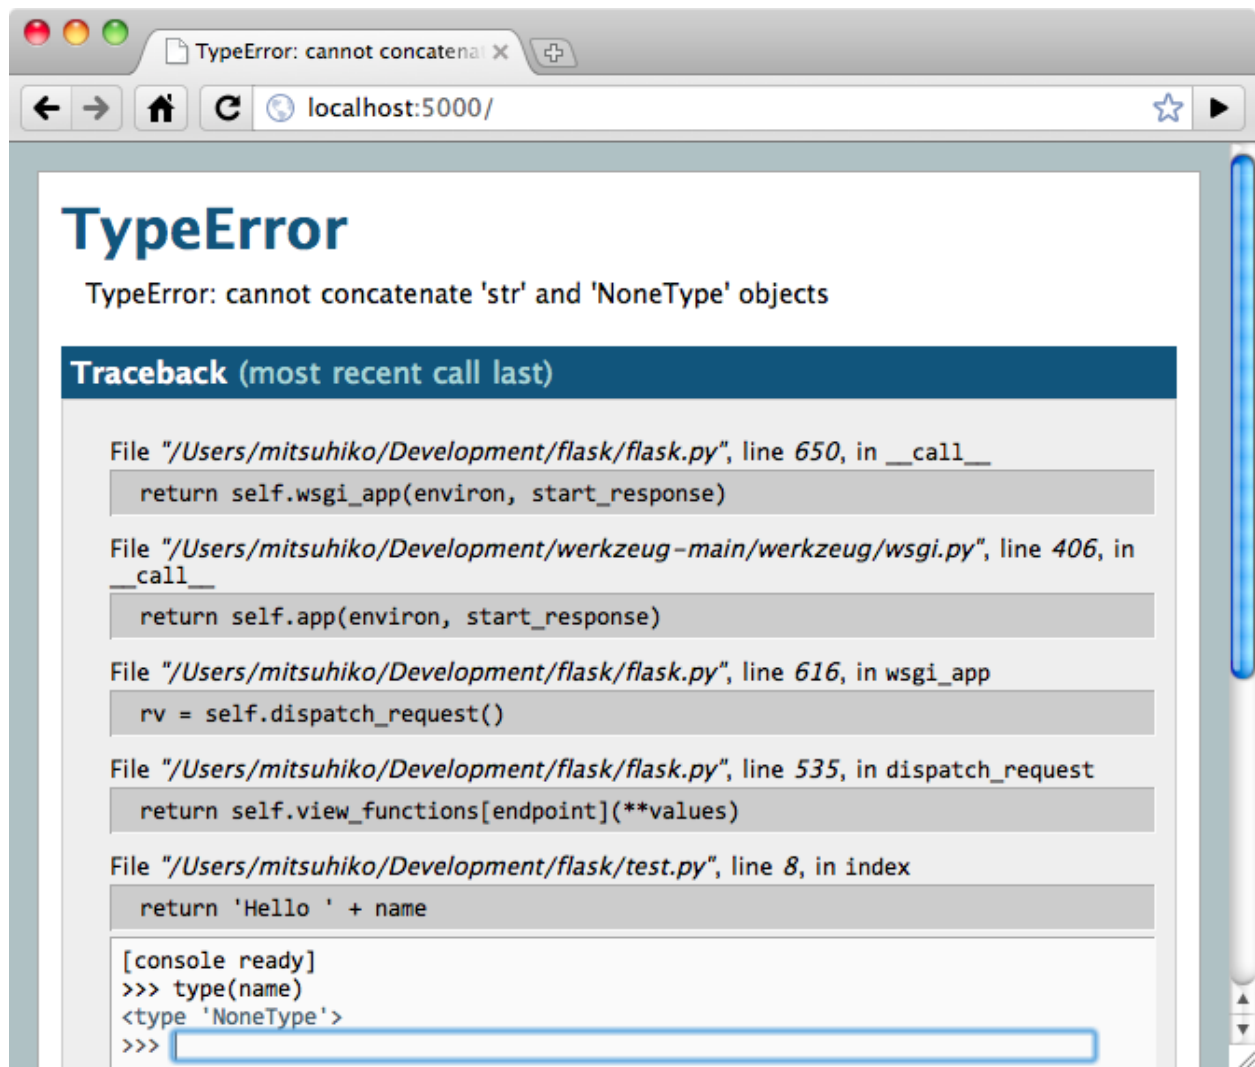 TypeError: cannot concatenat
localhost:5000/
TypeError
TypeError: cannot concatenate 'str' and 'NoneType' objects
Traceback (most recent call last)
File "/Users/mitsuhiko/Development/flask/flask.py", line 650, in __call__
return self.wsgi_app(environ, start_response)
File "/Users/mitsuhiko/Development/werkzeug-main/werkzeug/wsgi.py", line 406, in
__call__
return self.app(environ, start_response)
File "/Users/mitsuhiko/Development/flask/flask.py", line 616, in wsgi_app
rv = self.dispatch_request()
File "/Users/mitsuhiko/Development/flask/flask.py", line 535, in dispatch_request
return self.view_functions[endpoint](**values)
File "/Users/mitsuhiko/Development/flask/test.py", line 8, in index
return 'Hello ' + name
[console ready]
>>> type(name)
<type 'NoneType'>
>>>